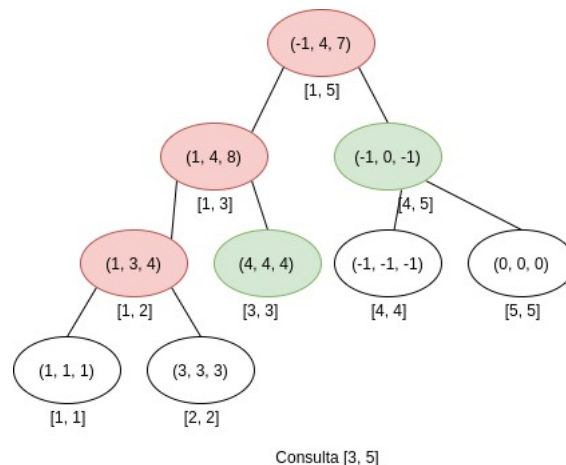 (-1, 4, 7)
[1, 5]
(1, 4, 8)
(-1, 0, -1)
[1, 3]
[4, 5]
(1, 3, 4)
(4, 4, 4)
(-1, -1, -1)
(0, 0, 0)
[1, 2]
[3, 3]
[4, 4]
[5, 5]
(1, 1, 1)
(3, 3, 3)
[1, 1]
[2, 2]
Consulta [3, 5]